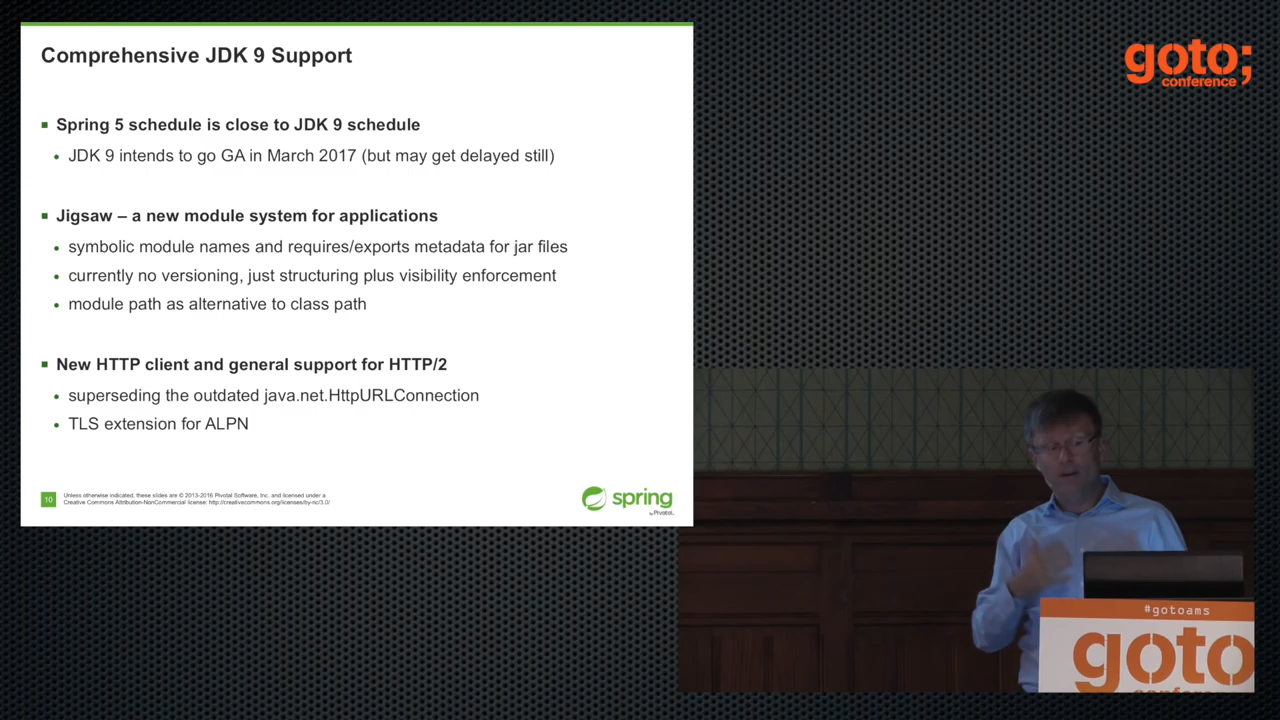 Comprehensive JDK 9 Support
▪ Spring 5 schedule is close to JDK 9 schedule
• JDK 9 intends to go GA in March 2017 (but may get delayed still)
▪ Jigsaw – a new module system for applications
• symbolic module names and requires/exports metadata for jar files
• currently no versioning, just structuring plus visibility enforcement
• module path as alternative to class path
▪ New HTTP client and general support for HTTP/2
• superseding the outdated java.net.HttpURLConnection
• TLS extension for ALPN
10
Unless otherwise indicated, these slides are © 2013-2016 Pivotal Software, Inc. and licensed under a
Creative Commons Attribution-NonCommercial license: http://creativecommons.org/licenses/by-nc/3.0/
spring
by Pivotal
goto;
conference
#gotoams
goto
conference